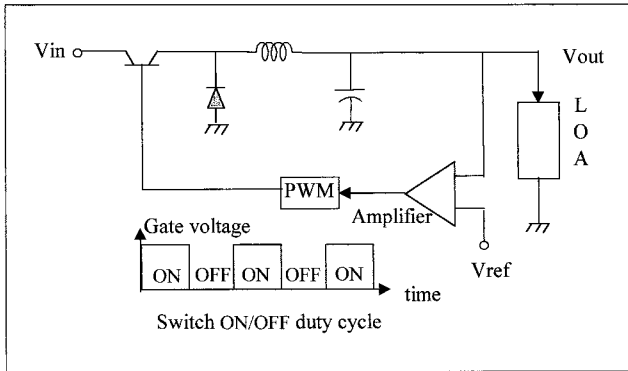 Vin
Vout
L
O
A
PWM
Amplifier
Vref
Gate voltage
ON OFF ON OFF ON
time
Switch ON/OFF duty cycle